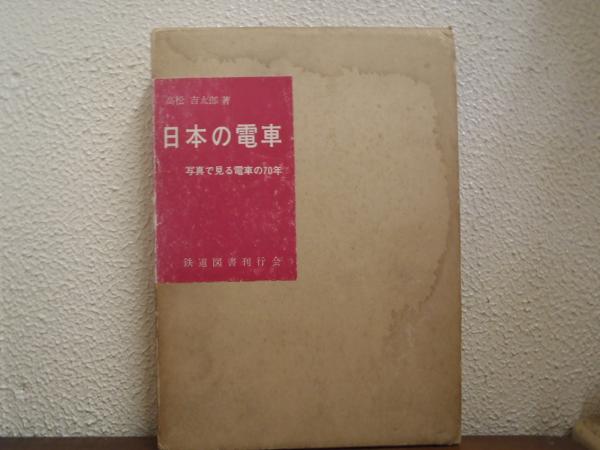 高松 吉太郎 著
日本の電車
写真で見る電車の70年
鉄道図書刊行会